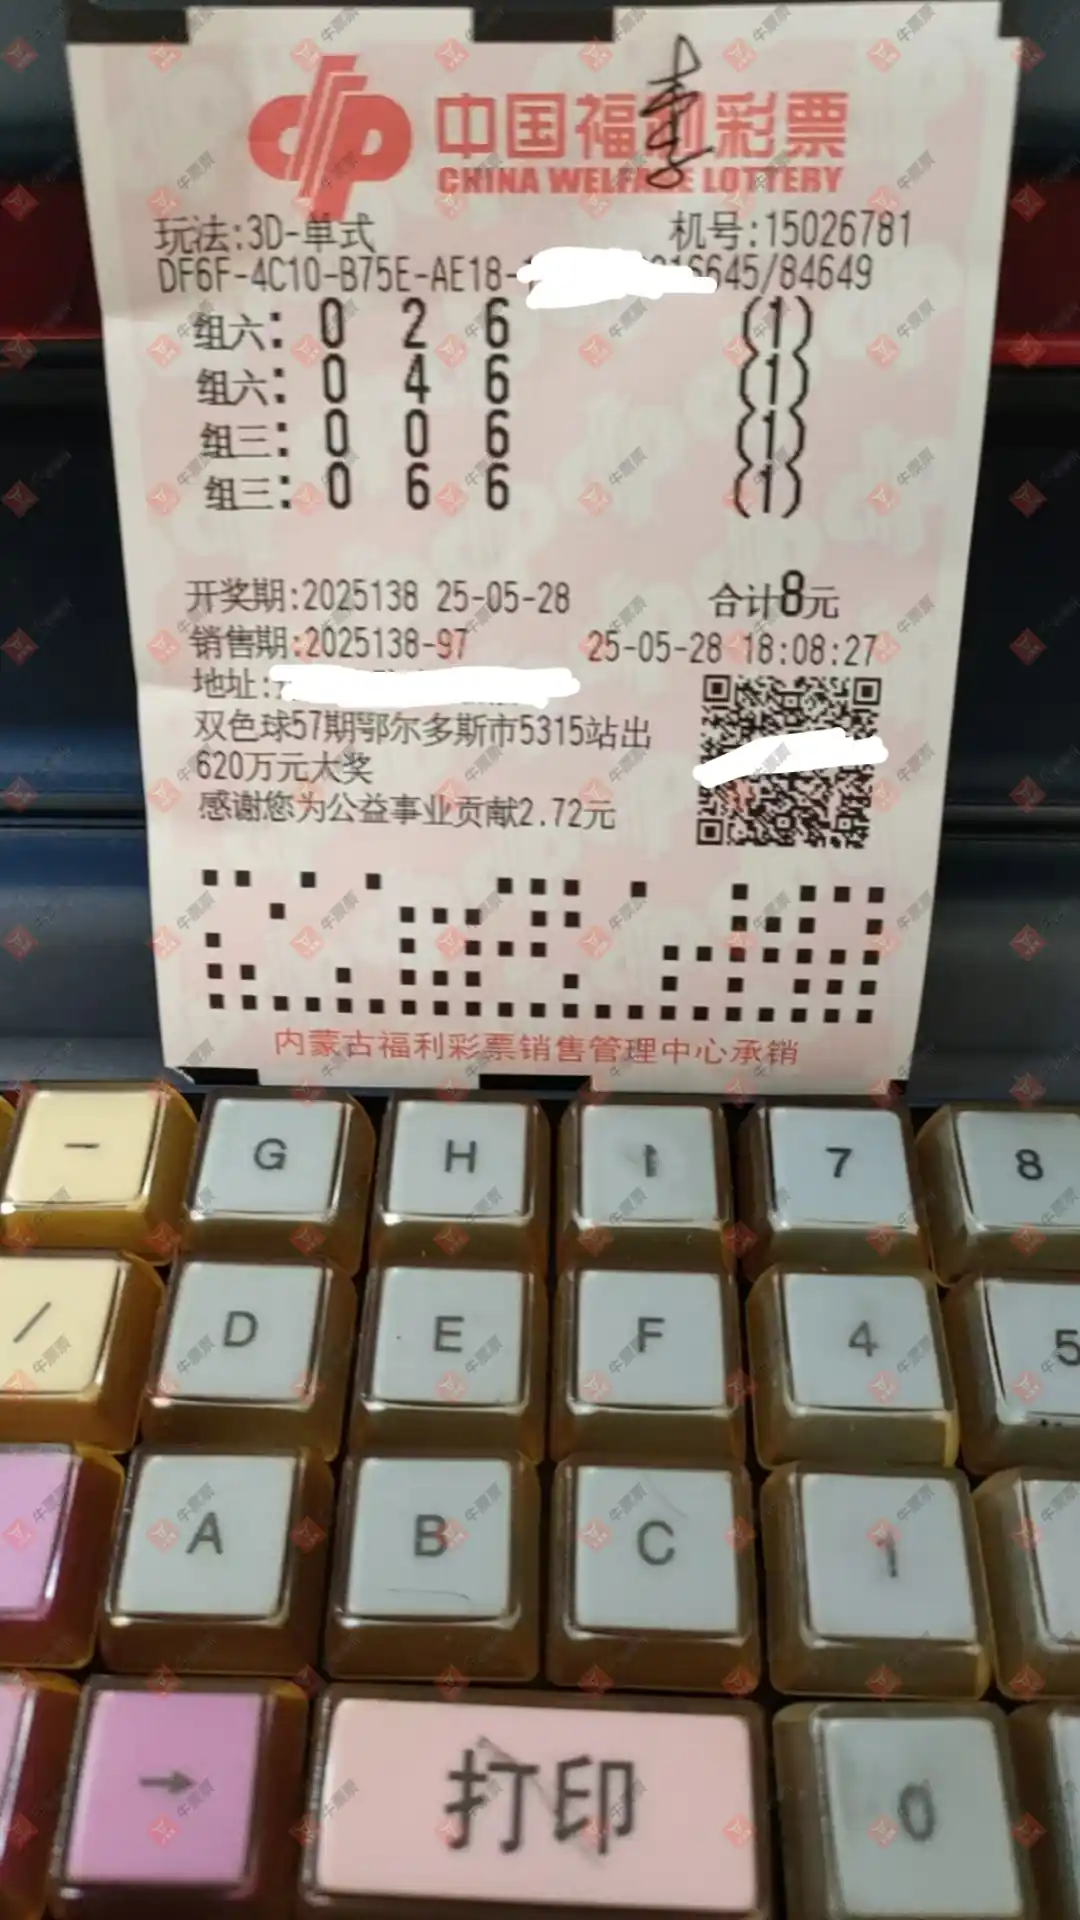 中国福利彩票
CHINA WELFARE LOTTERY
玩法:3D-单式 机号:15026781
DF6F-4C10-B75E-AE18- 16645/84649
组六: 0 2 6 (1)
组六: 0 4 6 (1)
组三: 0 0 6 (1)
组三: 0 6 6 (1)
开奖期:2025138 25-05-28 合计8元
销售期:2025138-97 25-05-28 18:08:27
地址:
双色球57期鄂尔多斯市5315站出
620万元大奖
感谢您为公益事业贡献2.72元
内蒙古福利彩票销售管理中心承销
— G H 7 8
/ D E F 4 5
A B C 1
→ 打印 0
牛票票